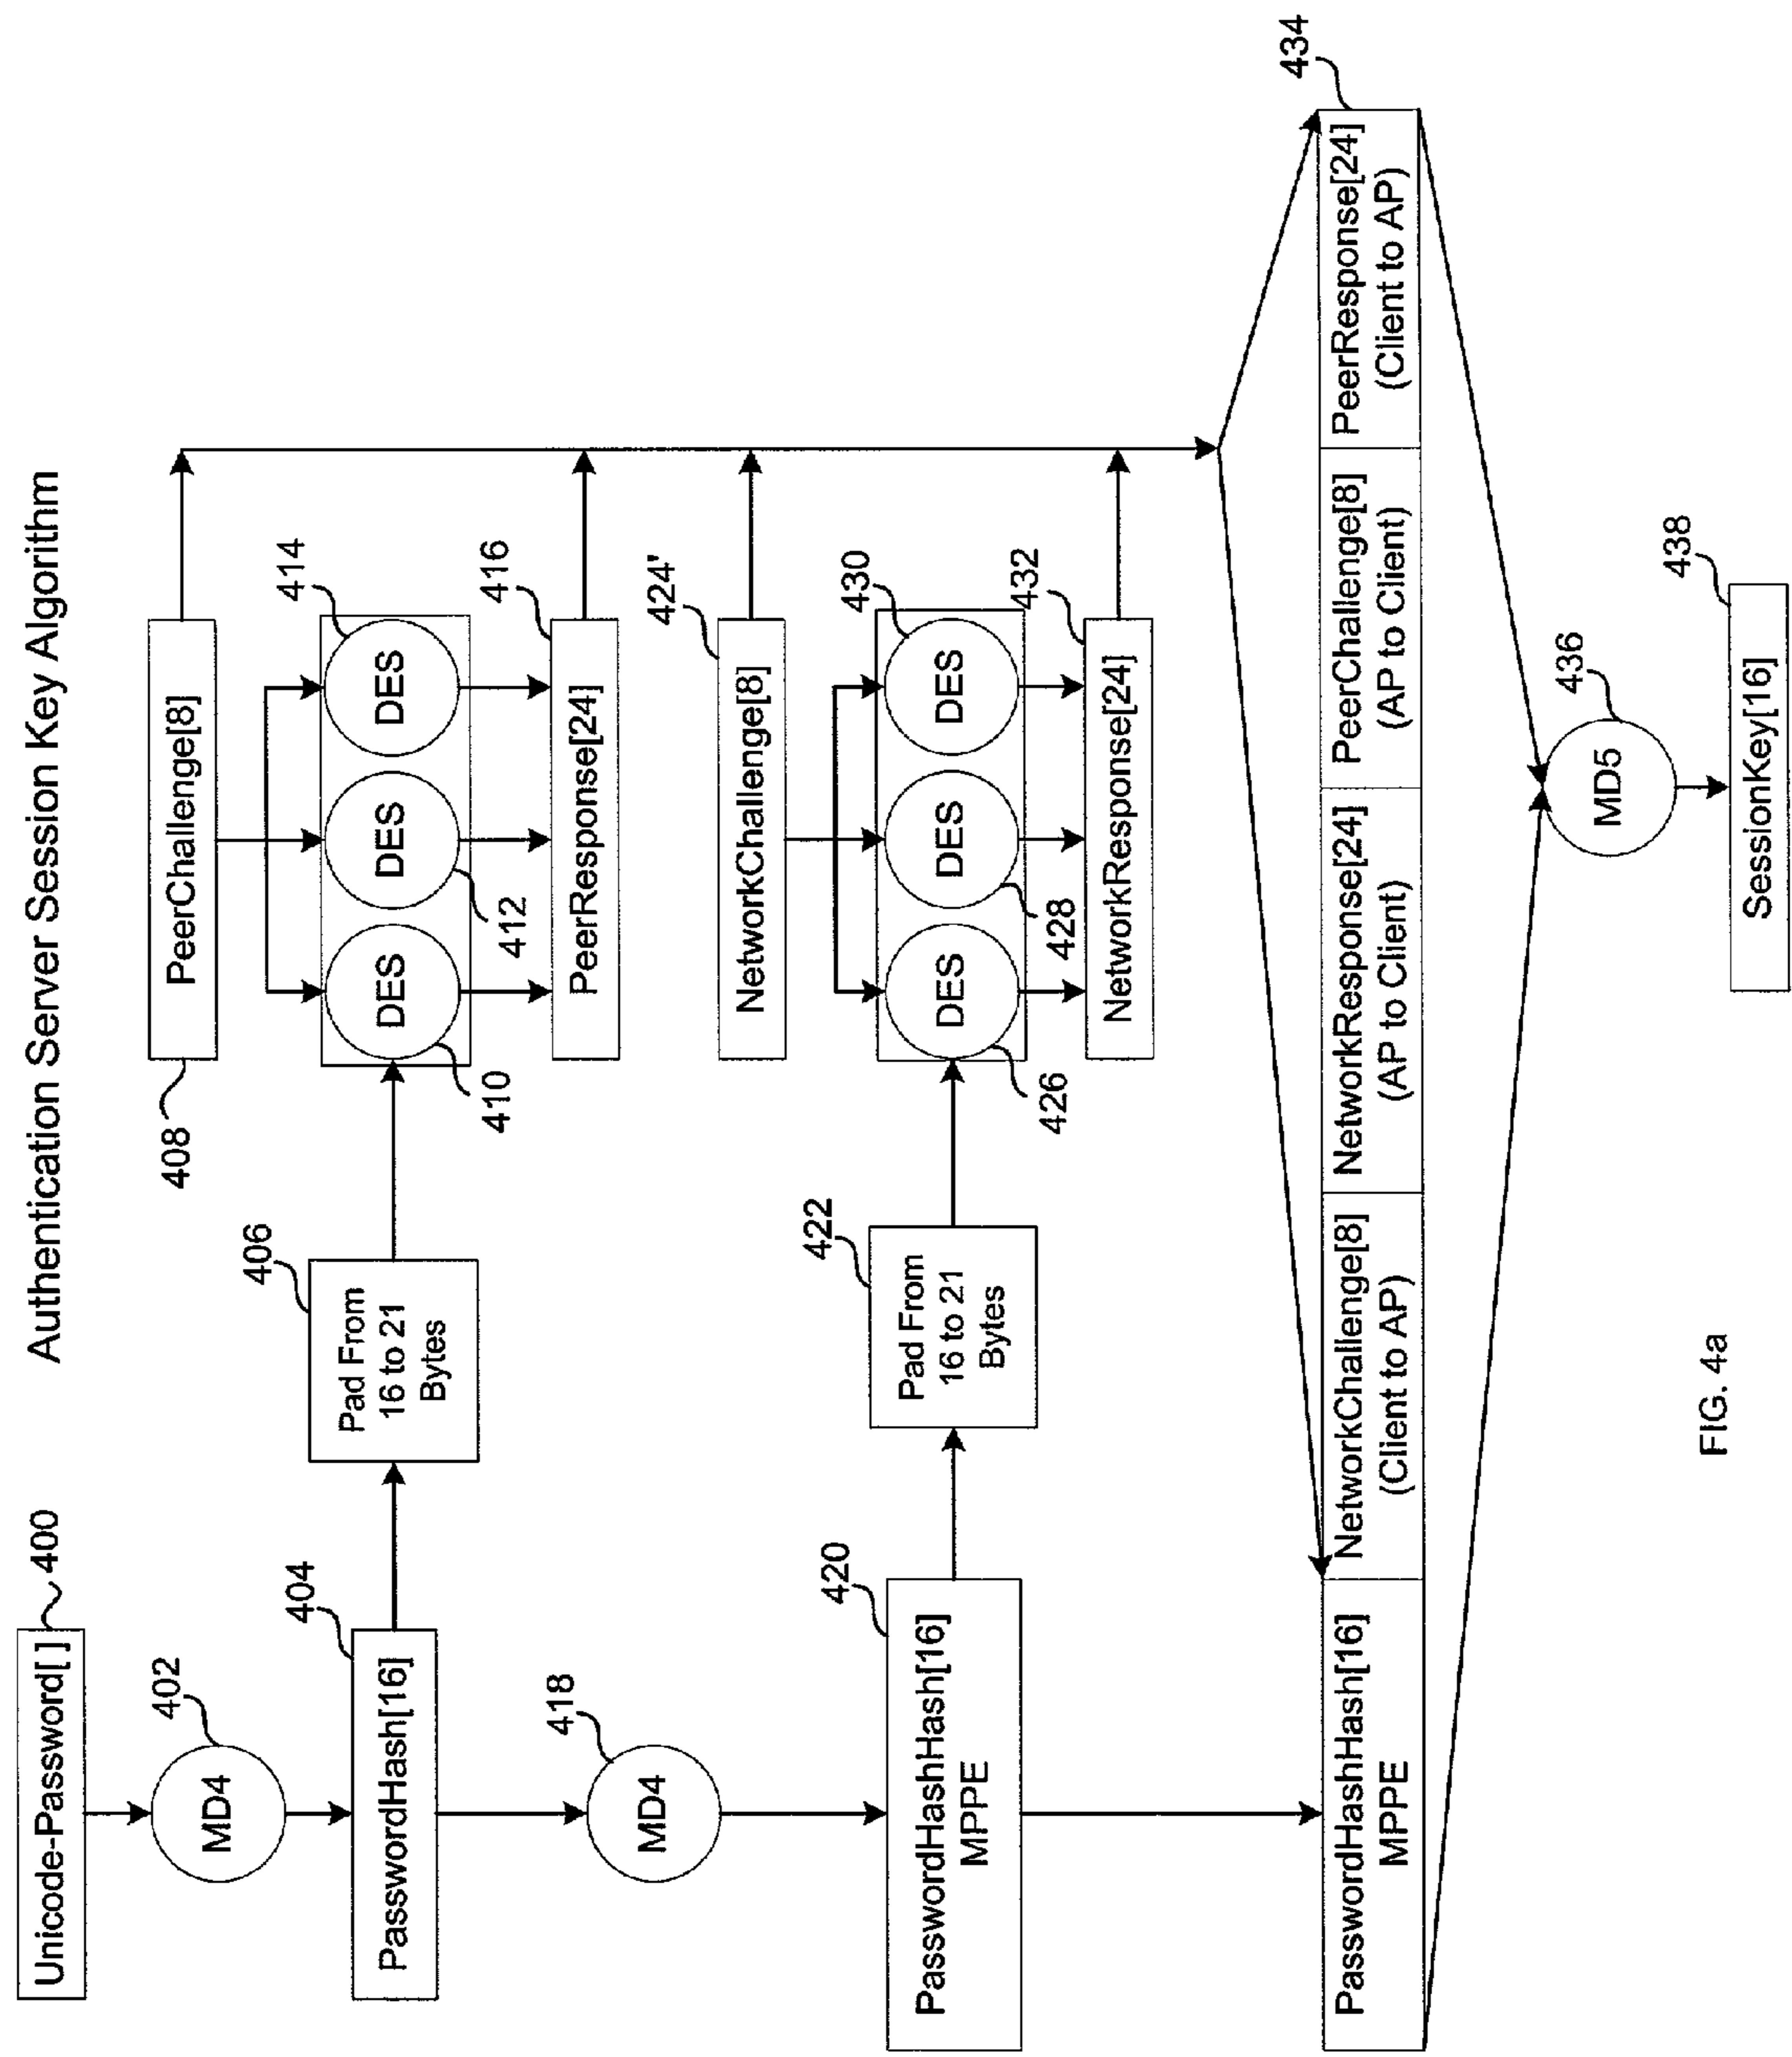 Authentication Server Session Key Algorithm
Unicode-Password[ ]
400
MD4
402
PasswordHash[16]
404
Pad From
16 to 21
Bytes
406
PeerChallenge[8]
408
DES
410
DES
412
DES
414
PeerResponse[24]
416
MD4
418
PasswordHashHash[16]
MPPE
420
Pad From
16 to 21
Bytes
422
NetworkChallenge[8]
424'
DES
426
DES
428
DES
430
NetworkResponse[24]
432
PasswordHashHash[16]
MPPE
NetworkChallenge[8]
(Client to AP)
NetworkResponse[24]
(AP to Client)
PeerChallenge[8]
(AP to Client)
PeerResponse[24]
(Client to AP)
434
MD5
436
SessionKey[16]
438
FIG. 4a